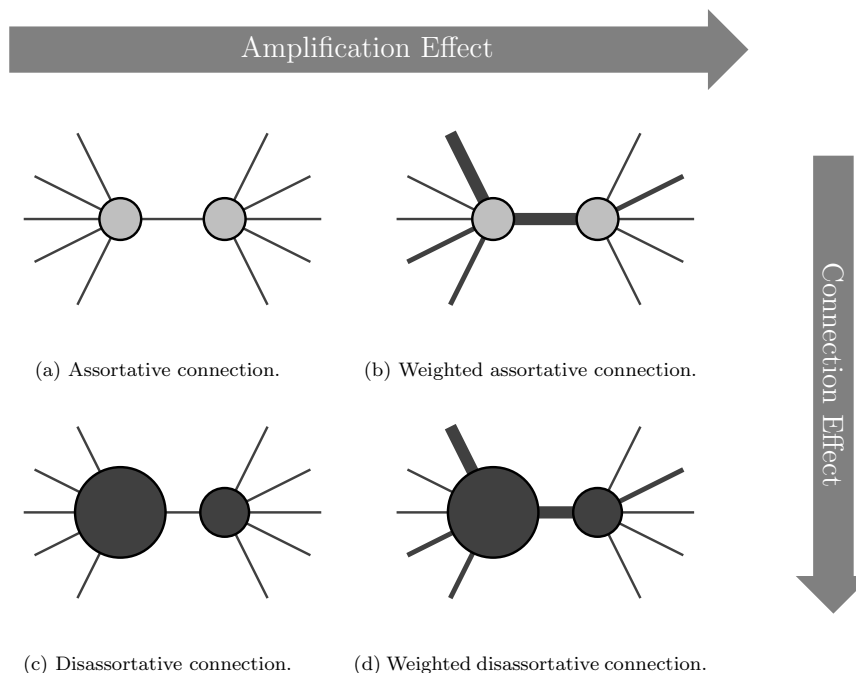 Amplification Effect
Connection Effect
(a) Assortative connection.
(b) Weighted assortative connection.
(c) Disassortative connection.
(d) Weighted disassortative connection.